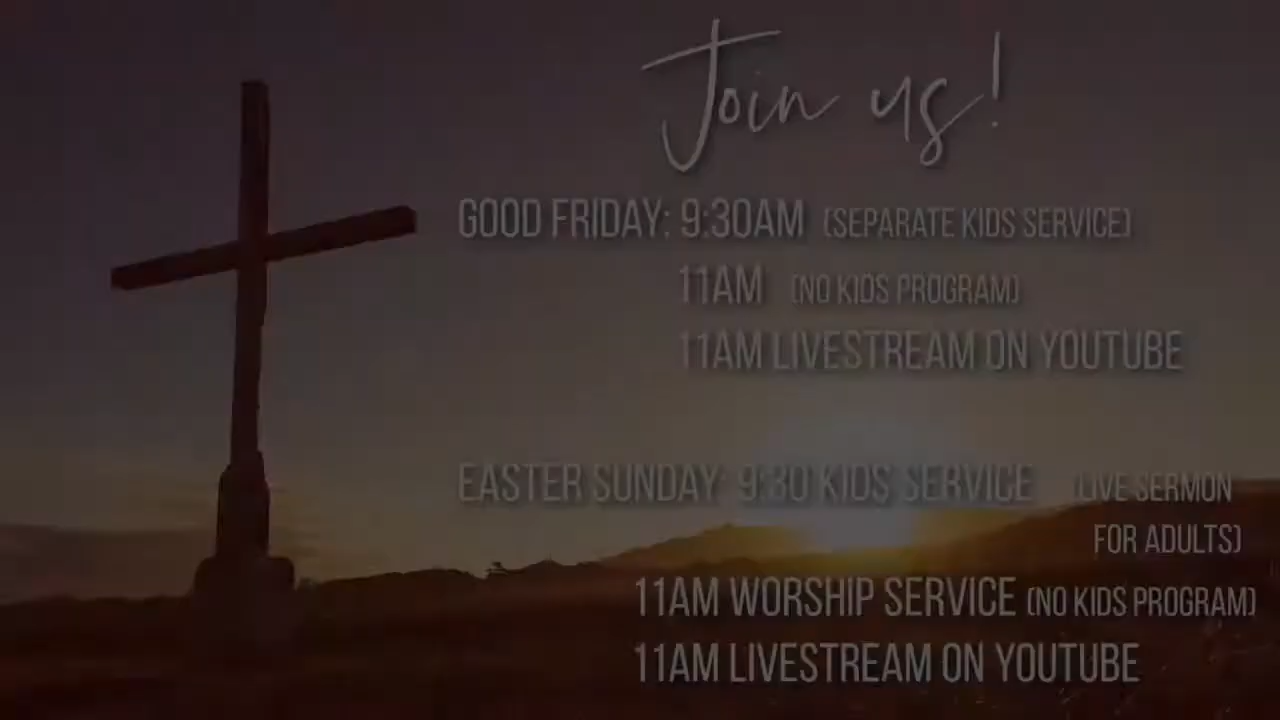 Join us!
GOOD FRIDAY: 9:30AM (SEPARATE KIDS SERVICE)
11AM (NO KIDS PROGRAM)
11AM LIVESTREAM ON YOUTUBE
EASTER SUNDAY: 9:30 KIDS SERVICE (LIVE SERMON
FOR ADULTS)
11AM WORSHIP SERVICE (NO KIDS PROGRAM)
11AM LIVESTREAM ON YOUTUBE